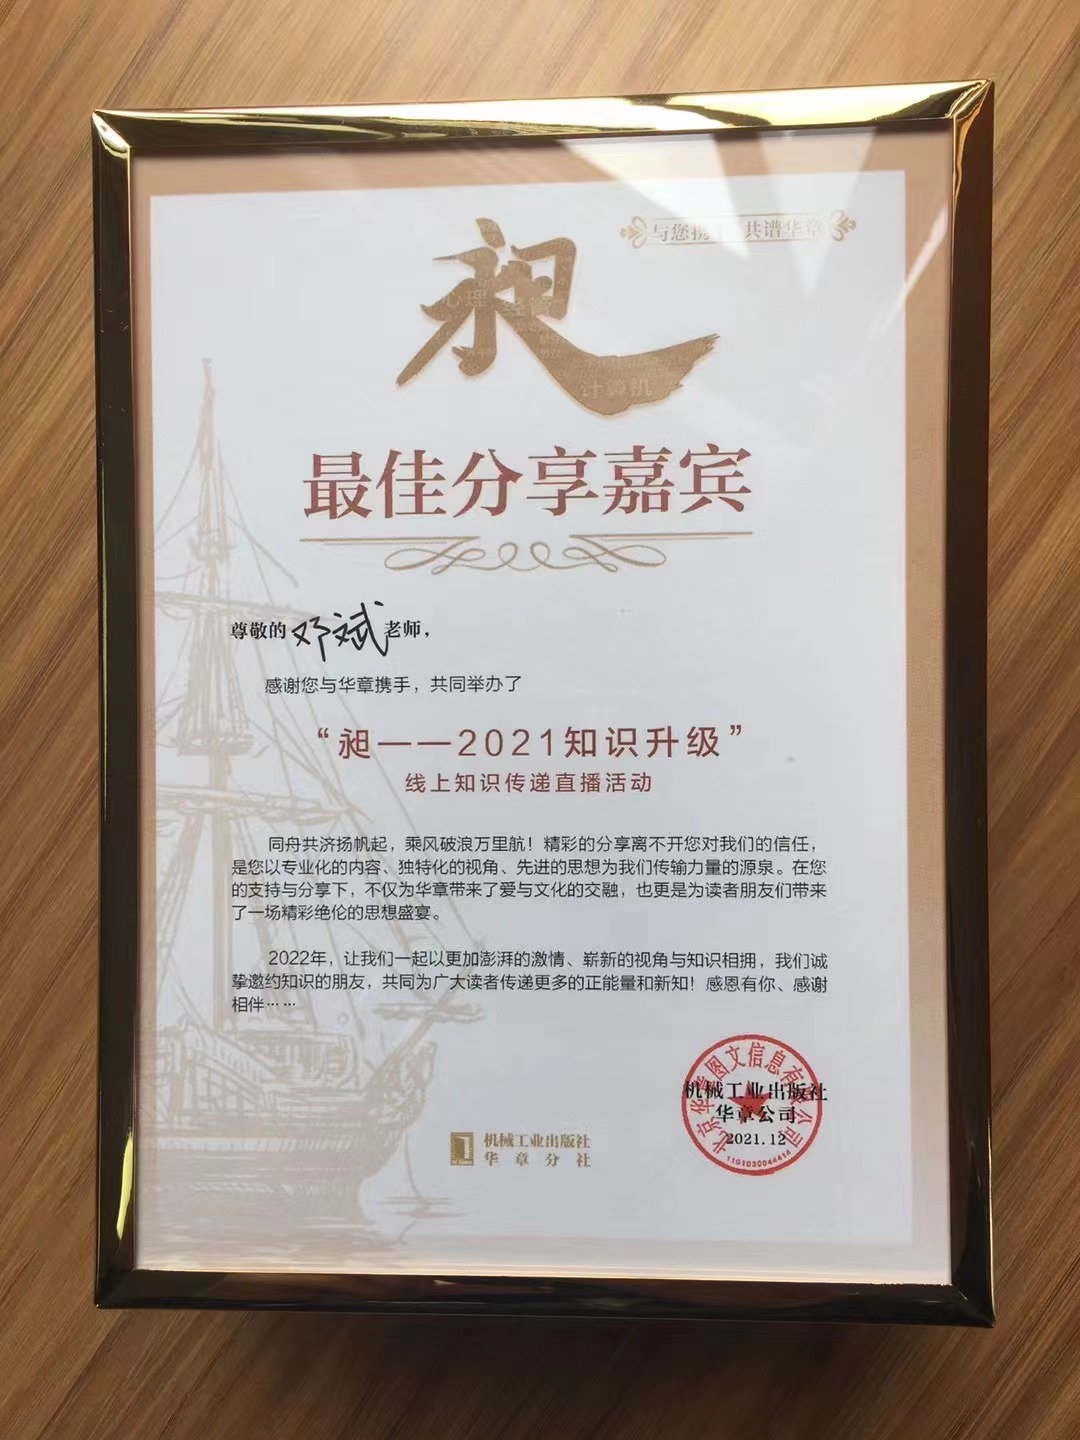 与您携 共谱华章
昶
心理
计算机
最佳分享嘉宾
尊敬的邓斌老师，
感谢您与华章携手，共同举办了
“昶——2021知识升级”
线上知识传递直播活动
同舟共济扬帆起，乘风破浪万里航！精彩的分享离不开您对我们的信任，
是您以专业化的内容、独特化的视角、先进的思想为我们传输力量的源泉。在您
的支持与分享下，不仅为华章带来了爱与文化的交融，也更是为读者朋友们带来
了一场精彩绝伦的思想盛宴。
2022年，让我们一起以更加澎湃的激情、崭新的视角与知识相拥，我们诚
挚邀约知识的朋友，共同为广大读者传递更多的正能量和新知！感恩有你、感谢
相伴……
北京华章图文信息有限公司
机械工业出版社
华章公司
2021.12
1101030044414
机械工业出版社
华章分社